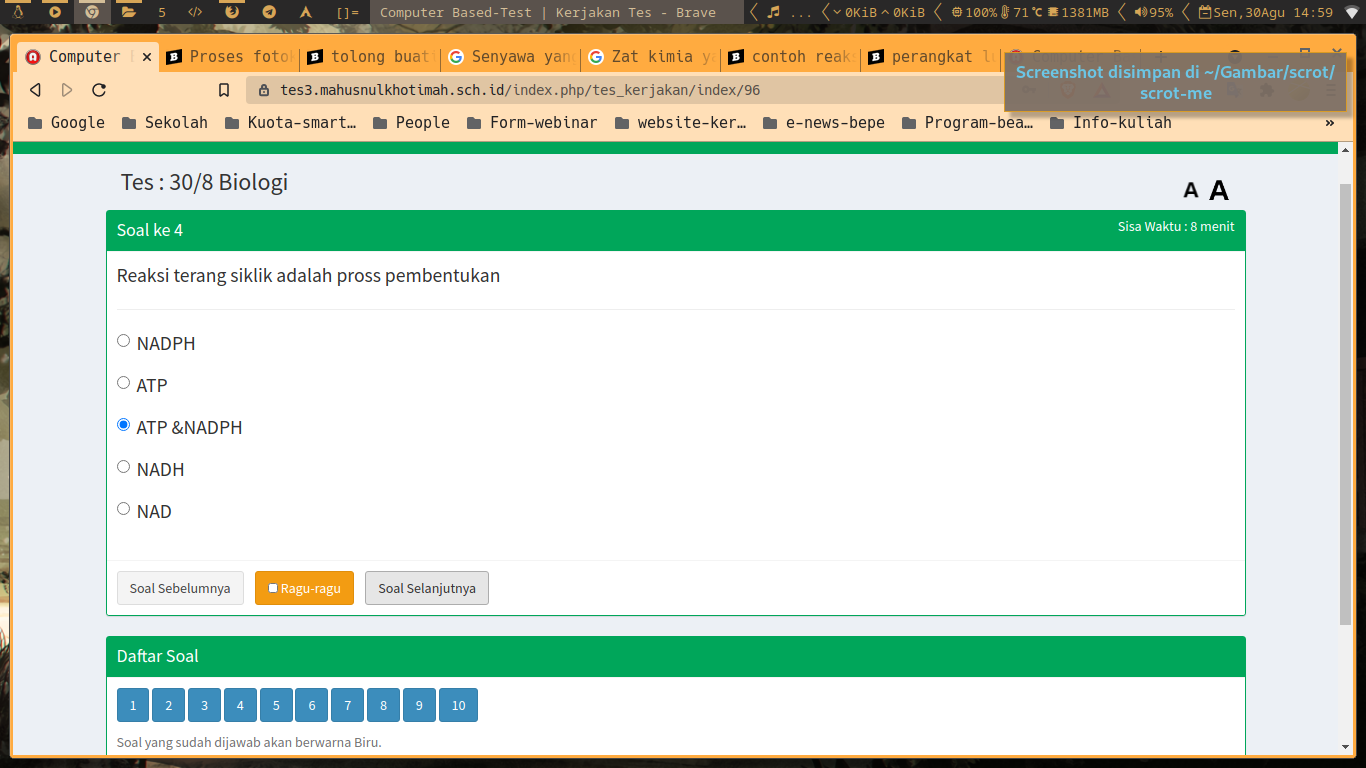 5 </> []= Computer Based-Test | Kerjakan Tes - Brave ... 0KiB 0KiB 100% 71℃ 1381MB 95% Sen,30Agu 14:59
Computer Proses foto tolong buat Senyawa yan Zat kimia contoh reak perangkat
Screenshot disimpan di ~/Gambar/scrot/
scrot-me
tes3.mahusnulkhotimah.sch.id/index.php/tes_kerjakan/index/96
Google Sekolah Kuota-smart… People Form-webinar website-ker… e-news-bepe Program-bea… Info-kuliah »
Tes : 30/8 Biologi
A A
Soal ke 4
Sisa Waktu : 8 menit
Reaksi terang siklik adalah pross pembentukan
NADPH
ATP
ATP &NADPH
NADH
NAD
Soal Sebelumnya Ragu-ragu Soal Selanjutnya
Daftar Soal
1 2 3 4 5 6 7 8 9 10
Soal yang sudah dijawab akan berwarna Biru.